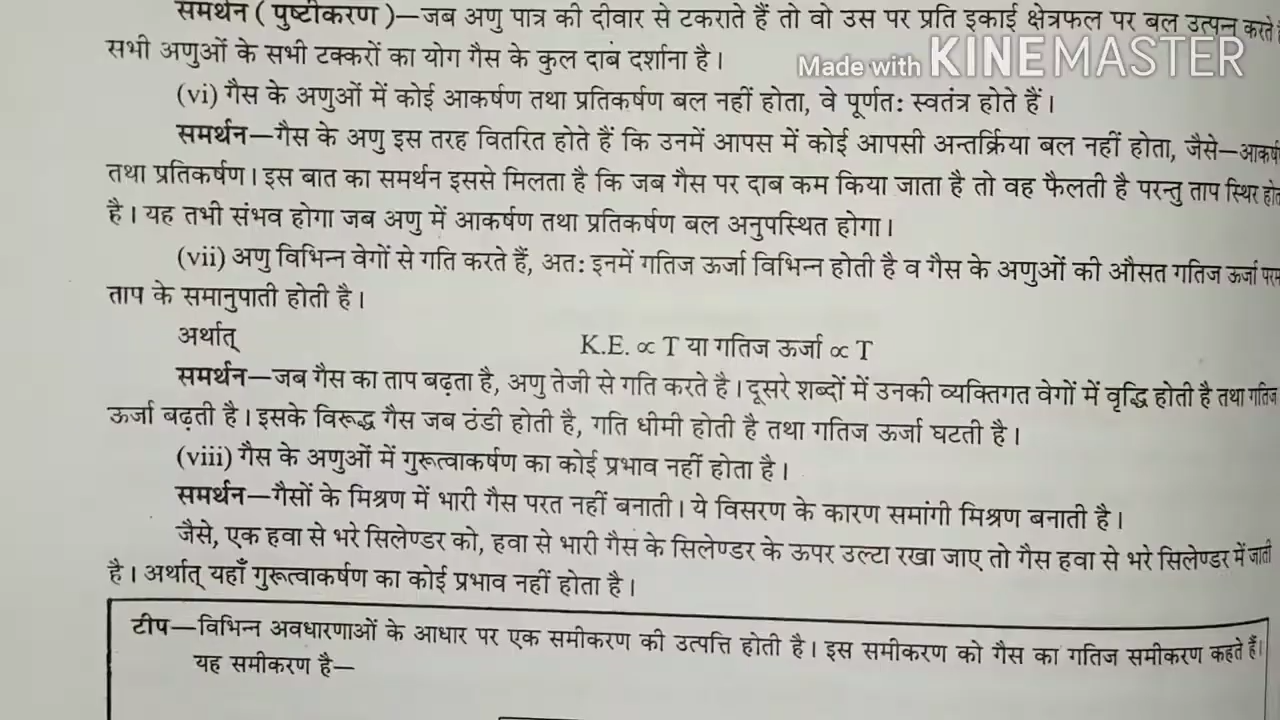 समर्थन ( पुष्टीकरण )—जब अणु पात्र की दीवार से टकराते हैं तो वो उस पर प्रति इकाई क्षेत्रफल पर बल उत्पन्न करते
सभी अणुओं के सभी टक्करों का योग गैस के कुल दाब दर्शाना है।
Made with KINEMASTER
(vi) गैस के अणुओं में कोई आकर्षण तथा प्रतिकर्षण बल नहीं होता, वे पूर्णत: स्वतंत्र होते हैं।
समर्थन—गैस के अणु इस तरह वितरित होते हैं कि उनमें आपस में कोई आपसी अन्तर्क्रिया बल नहीं होता, जैसे—आकर्ष
तथा प्रतिकर्षण। इस बात का समर्थन इससे मिलता है कि जब गैस पर दाब कम किया जाता है तो वह फैलती है परन्तु ताप स्थिर होत
है। यह तभी संभव होगा जब अणु में आकर्षण तथा प्रतिकर्षण बल अनुपस्थित होगा।
(vii) अणु विभिन्न वेगों से गति करते हैं, अत: इनमें गतिज ऊर्जा विभिन्न होती है व गैस के अणुओं की औसत गतिज ऊर्जा परम
ताप के समानुपाती होती है।
अर्थात् K.E. ∝ T या गतिज ऊर्जा ∝ T
समर्थन—जब गैस का ताप बढ़ता है, अणु तेजी से गति करते है। दूसरे शब्दों में उनकी व्यक्तिगत वेगों में वृद्धि होती है तथा गतिज
ऊर्जा बढ़ती है। इसके विरूद्ध गैस जब ठंडी होती है, गति धीमी होती है तथा गतिज ऊर्जा घटती है।
(viii) गैस के अणुओं में गुरूत्वाकर्षण का कोई प्रभाव नहीं होता है।
समर्थन—गैसों के मिश्रण में भारी गैस परत नहीं बनाती। ये विसरण के कारण समांगी मिश्रण बनाती है।
जैसे, एक हवा से भरे सिलेण्डर को, हवा से भारी गैस के सिलेण्डर के ऊपर उल्टा रखा जाए तो गैस हवा से भरे सिलेण्डर में जाती
है। अर्थात् यहाँ गुरूत्वाकर्षण का कोई प्रभाव नहीं होता है।
टीप—विभिन्न अवधारणाओं के आधार पर एक समीकरण की उत्पत्ति होती है। इस समीकरण को गैस का गतिज समीकरण कहते हैं।
यह समीकरण है—